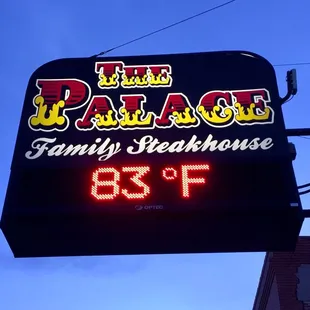 The
Palace
Family Steakhouse
83°F